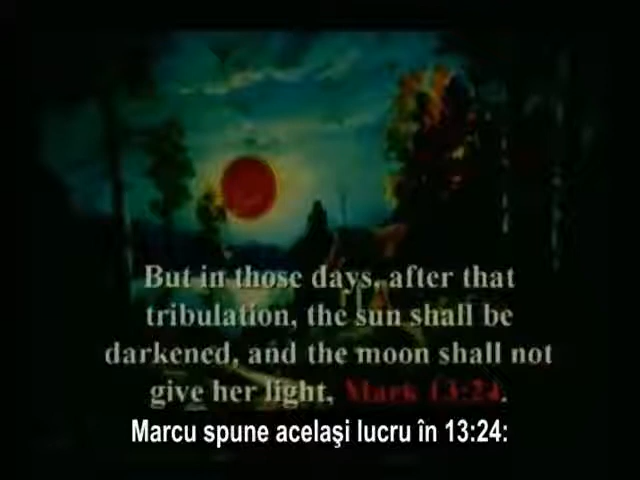 But in those days, after that
tribulation, the sun shall be
darkened, and the moon shall not
give her light, Mark 13:24.
Marcu spune acelaşi lucru în 13:24: